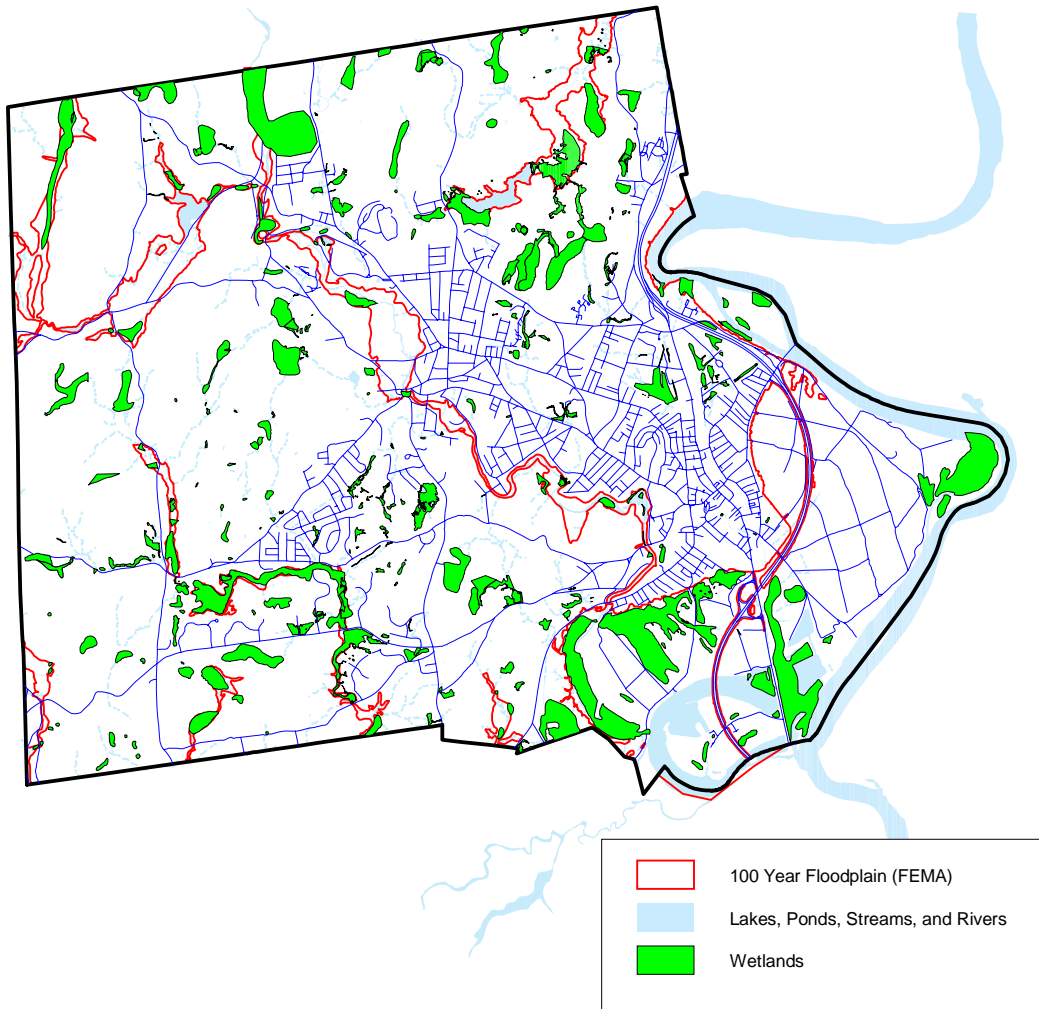 100 Year Floodplain (FEMA)
Lakes, Ponds, Streams, and Rivers
Wetlands